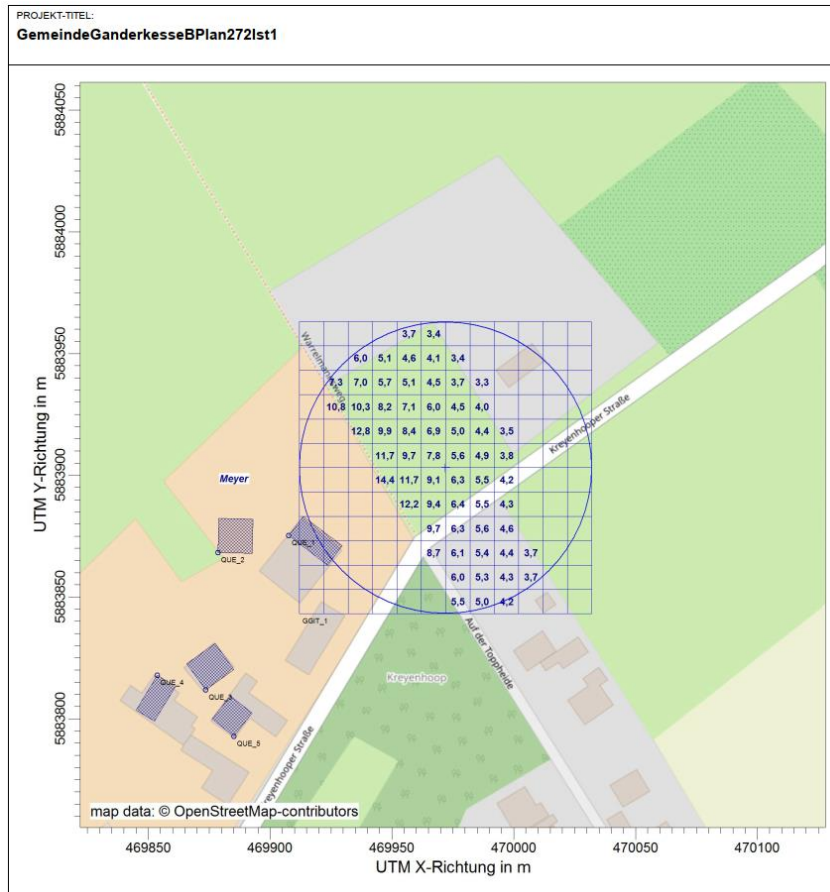 PROJEKT-TITEL:
GemeindeGanderkesseBPlan272Ist1
UTM Y-Richtung in m
5884050
5884000
5883950
5883900
5883850
5883800
Warrelmannsweg
Kreyenhooper Straße
3,7 3,4
6,0 5,1 4,6 4,1 3,4
7,3 7,0 5,7 5,1 4,5 3,7 3,3
10,8 10,3 8,2 7,1 6,0 4,5 4,0
12,8 9,9 8,4 6,9 5,0 4,4 3,5
11,7 9,7 7,8 5,6 4,9 3,8
14,4 11,7 9,1 6,3 5,5 4,2
12,2 9,4 6,4 5,5 4,3
9,7 6,3 5,6 4,6
8,7 6,1 5,4 4,4 3,7
6,0 5,3 4,3 3,7
5,5 5,0 4,2
Meyer
QUE_1
QUE_2
GGIT_1
QUE_4
QUE_3
QUE_5
Auf der Toppheide
Kreyenhoop
Kreyenhooper Straße
map data: © OpenStreetMap-contributors
469850 469900 469950 470000 470050 470100
UTM X-Richtung in m